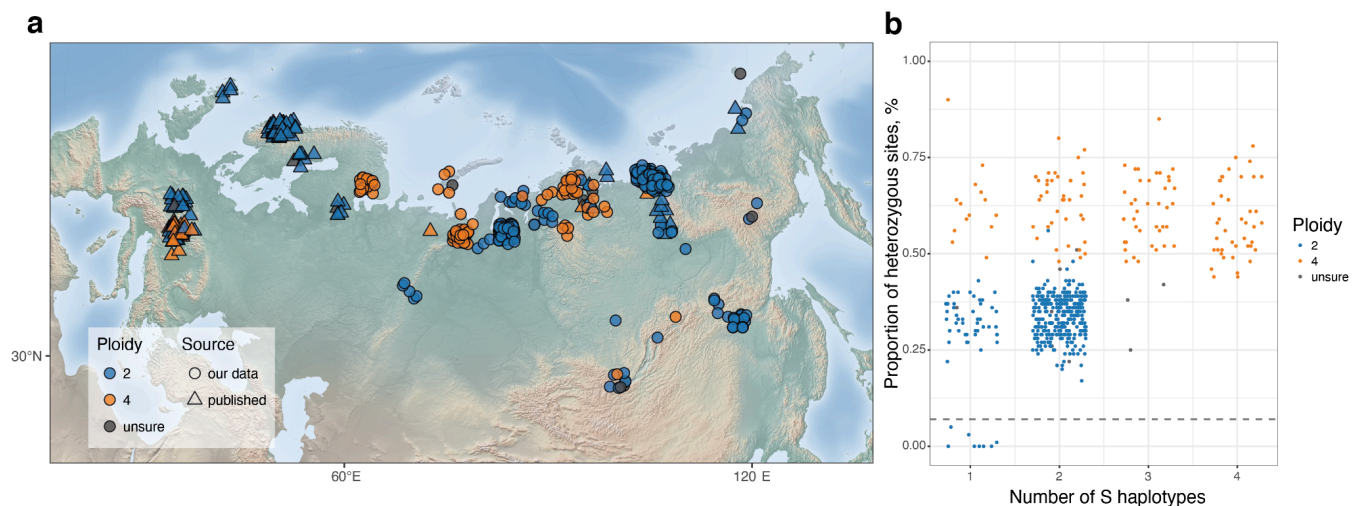 a
30°N
60°E
120 E
Ploidy
2
4
unsure
Source
our data
published
b
Proportion of heterozygous sites, %
1.00
0.75
0.50
0.25
0.00
1
2
3
4
Number of S haplotypes
Ploidy
2
4
unsure